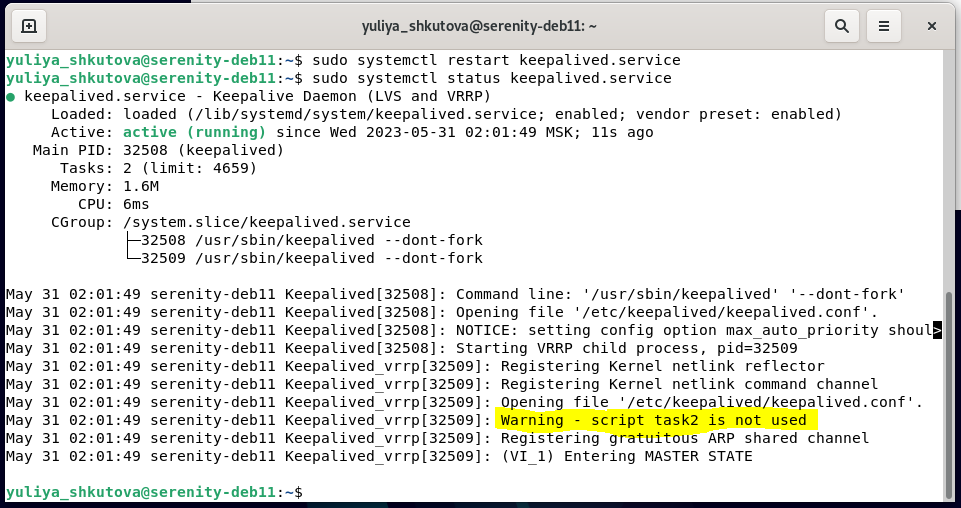 yuliya_shkutova@serenity-deb11: ~
yuliya_shkutova@serenity-deb11:~$ sudo systemctl restart keepalived.service
yuliya_shkutova@serenity-deb11:~$ sudo systemctl status keepalived.service
● keepalived.service - Keepalive Daemon (LVS and VRRP)
Loaded: loaded (/lib/systemd/system/keepalived.service; enabled; vendor preset: enabled)
Active: active (running) since Wed 2023-05-31 02:01:49 MSK; 11s ago
Main PID: 32508 (keepalived)
Tasks: 2 (limit: 4659)
Memory: 1.6M
CPU: 6ms
CGroup: /system.slice/keepalived.service
├─32508 /usr/sbin/keepalived --dont-fork
└─32509 /usr/sbin/keepalived --dont-fork
May 31 02:01:49 serenity-deb11 Keepalived[32508]: Command line: '/usr/sbin/keepalived' '--dont-fork'
May 31 02:01:49 serenity-deb11 Keepalived[32508]: Opening file '/etc/keepalived/keepalived.conf'.
May 31 02:01:49 serenity-deb11 Keepalived[32508]: NOTICE: setting config option max_auto_priority shoul>
May 31 02:01:49 serenity-deb11 Keepalived[32508]: Starting VRRP child process, pid=32509
May 31 02:01:49 serenity-deb11 Keepalived_vrrp[32509]: Registering Kernel netlink reflector
May 31 02:01:49 serenity-deb11 Keepalived_vrrp[32509]: Registering Kernel netlink command channel
May 31 02:01:49 serenity-deb11 Keepalived_vrrp[32509]: Opening file '/etc/keepalived/keepalived.conf'.
May 31 02:01:49 serenity-deb11 Keepalived_vrrp[32509]: Warning - script task2 is not used
May 31 02:01:49 serenity-deb11 Keepalived_vrrp[32509]: Registering gratuitous ARP shared channel
May 31 02:01:49 serenity-deb11 Keepalived_vrrp[32509]: (VI_1) Entering MASTER STATE
yuliya_shkutova@serenity-deb11:~$